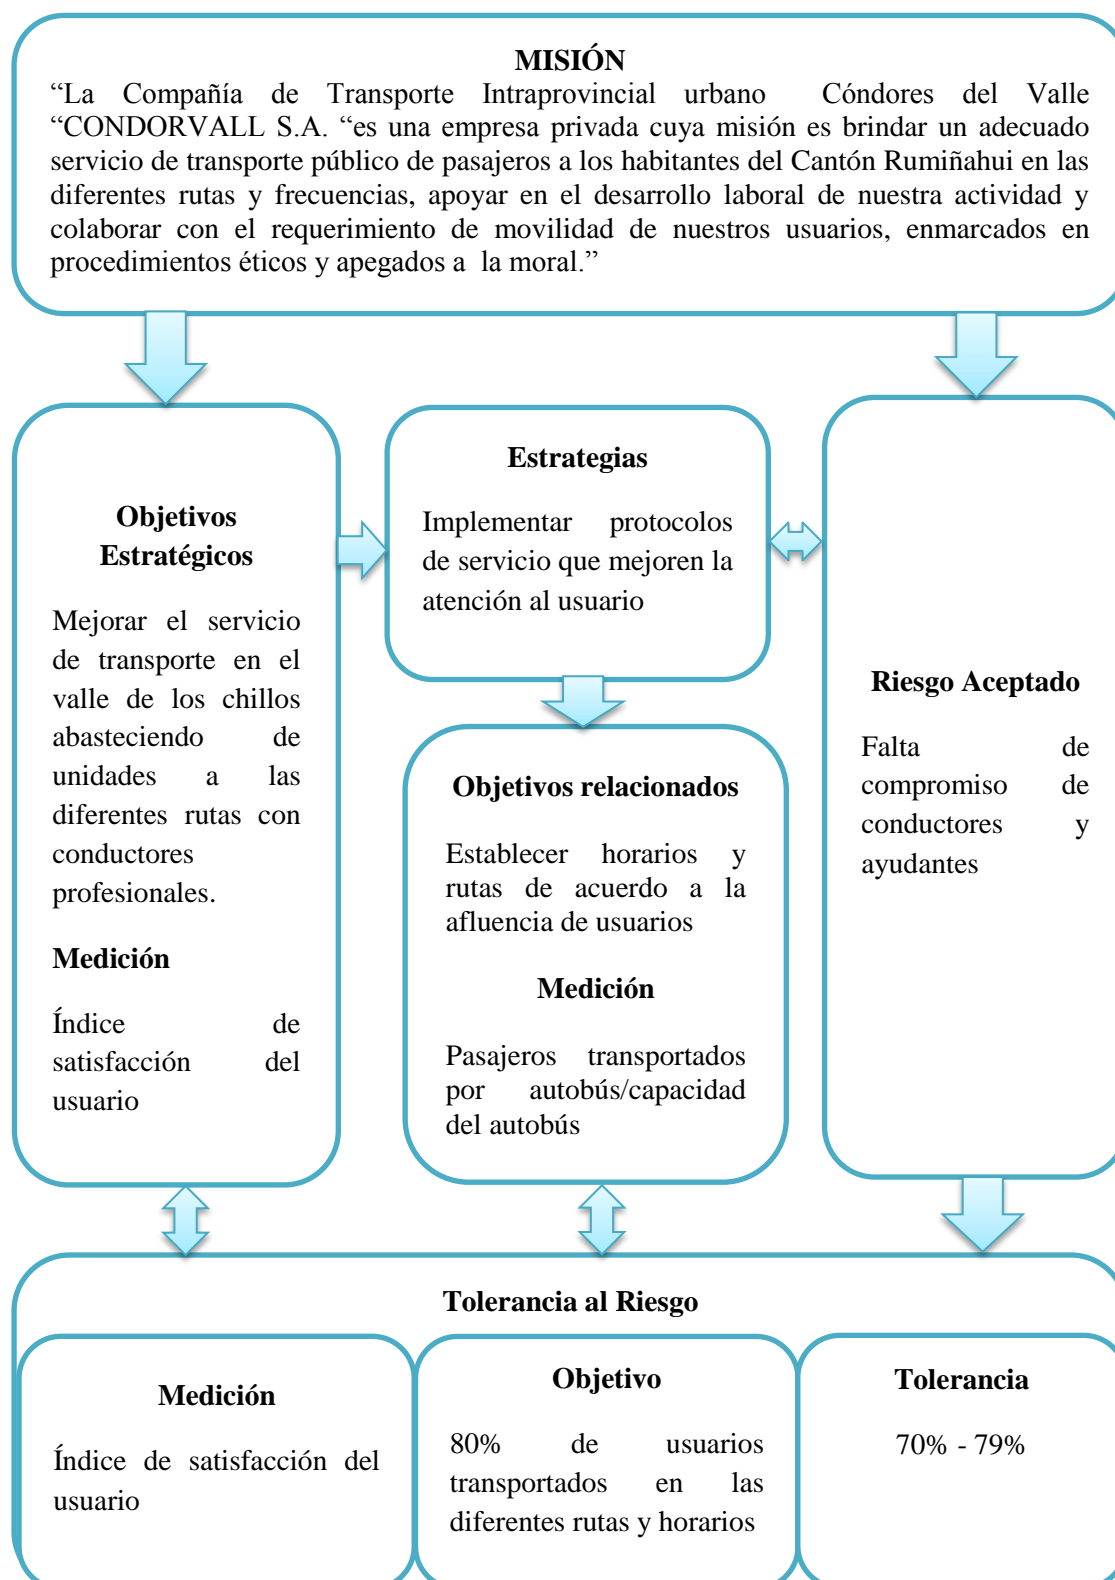 MISIÓN
“La Compañía de Transporte Intraprovincial urbano Cóndores del Valle
“CONDORVALL S.A. “es una empresa privada cuya misión es brindar un adecuado
servicio de transporte público de pasajeros a los habitantes del Cantón Rumiñahui en las
diferentes rutas y frecuencias, apoyar en el desarrollo laboral de nuestra actividad y
colaborar con el requerimiento de movilidad de nuestros usuarios, enmarcados en
procedimientos éticos y apegados a la moral.”
Objetivos
Estratégicos
Mejorar el servicio
de transporte en el
valle de los chillos
abasteciendo de
unidades a las
diferentes rutas con
conductores
profesionales.
Medición
Índice de
satisfacción del
usuario
Estrategias
Implementar protocolos
de servicio que mejoren la
atención al usuario
Objetivos relacionados
Establecer horarios y
rutas de acuerdo a la
afluencia de usuarios
Medición
Pasajeros transportados
por autobús/capacidad
del autobús
Riesgo Aceptado
Falta de
compromiso de
conductores y
ayudantes
Tolerancia al Riesgo
Medición
Índice de satisfacción del
usuario
Objetivo
80% de usuarios
transportados en las
diferentes rutas y horarios
Tolerancia
70% - 79%